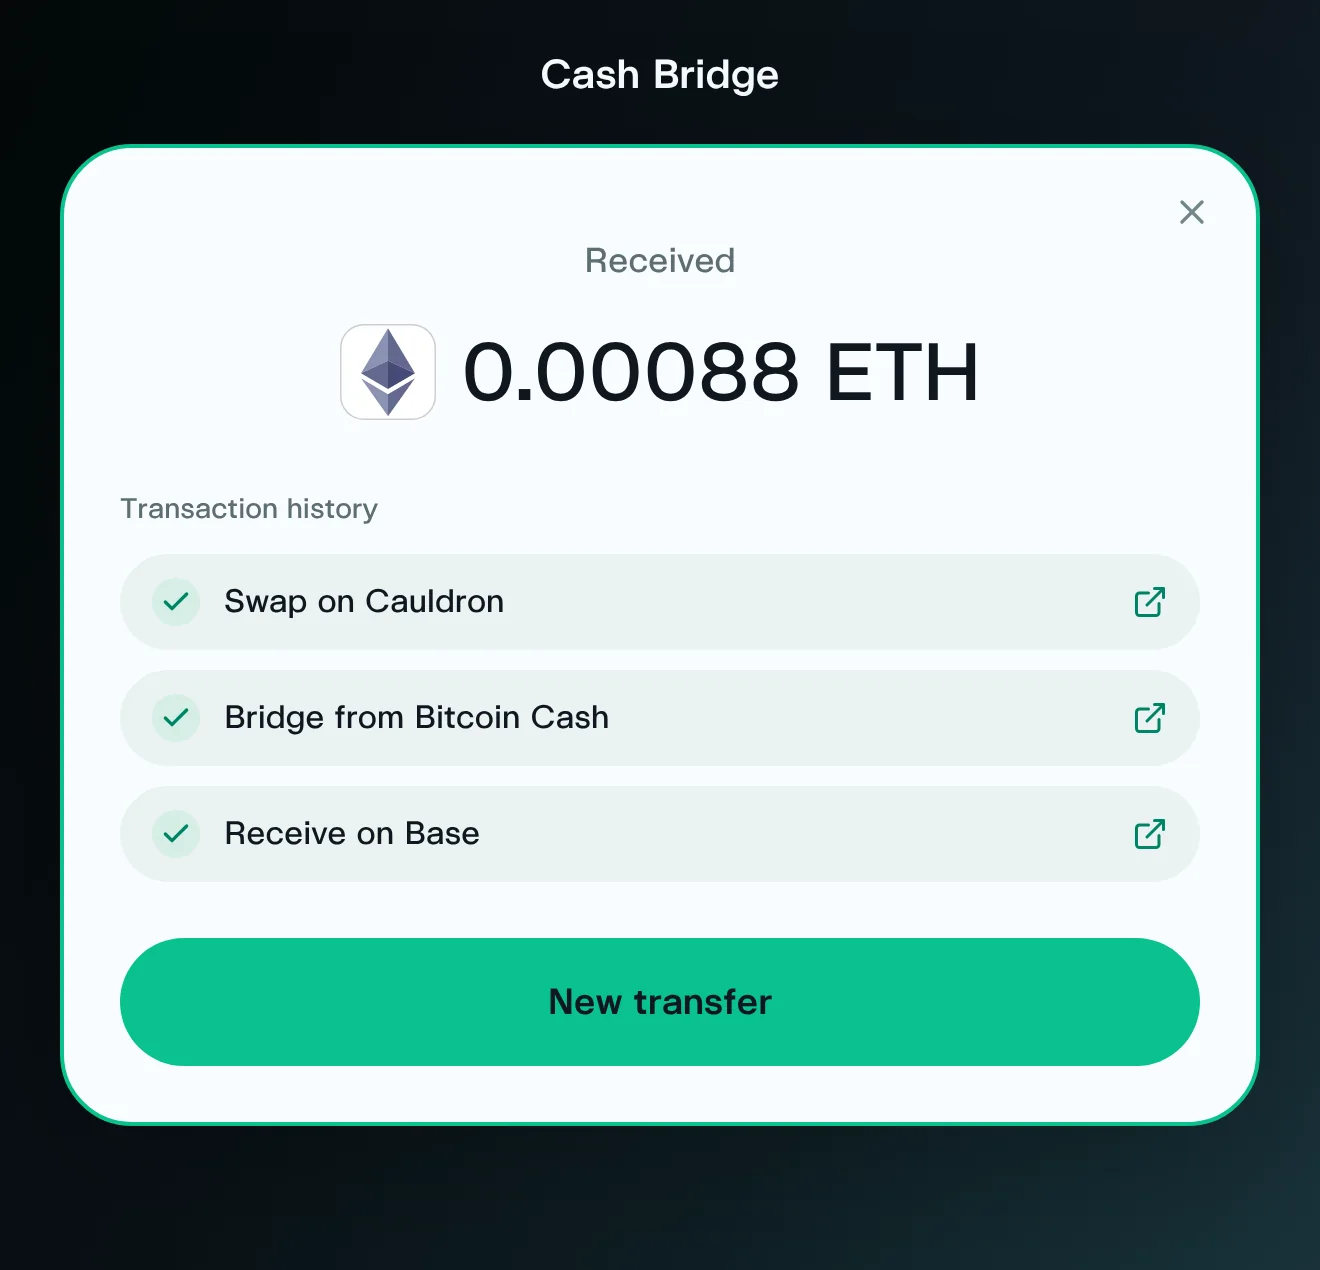 Cash Bridge
Received
0.00088 ETH
Transaction history
Swap on Cauldron
Bridge from Bitcoin Cash
Receive on Base
New transfer